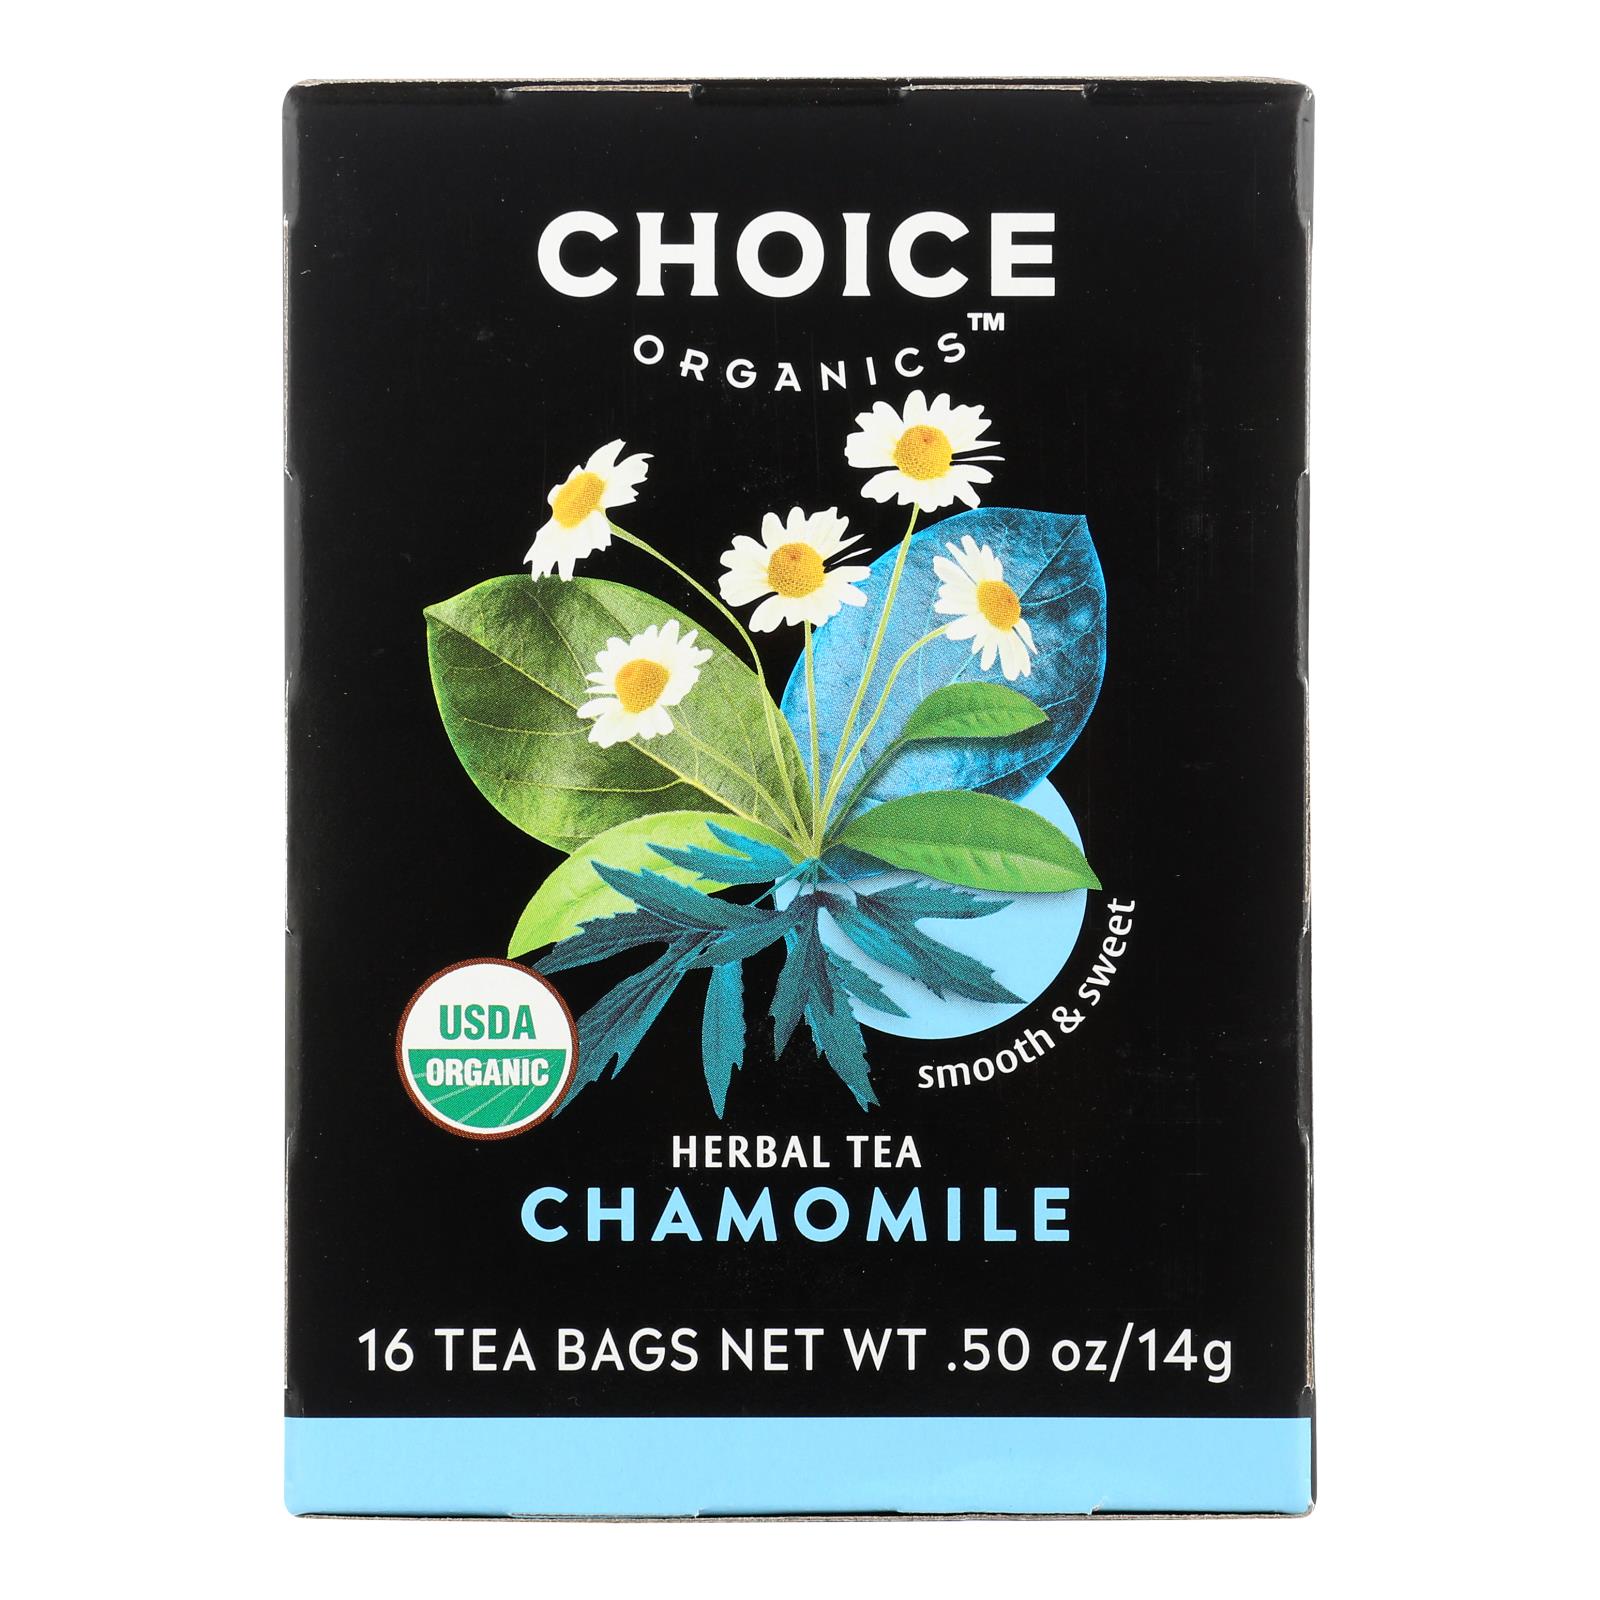 CHOICE
ORGANICS™
smooth & sweet
USDA
ORGANIC
HERBAL TEA
CHAMOMILE
16 TEA BAGS NET WT .50 oz/14g